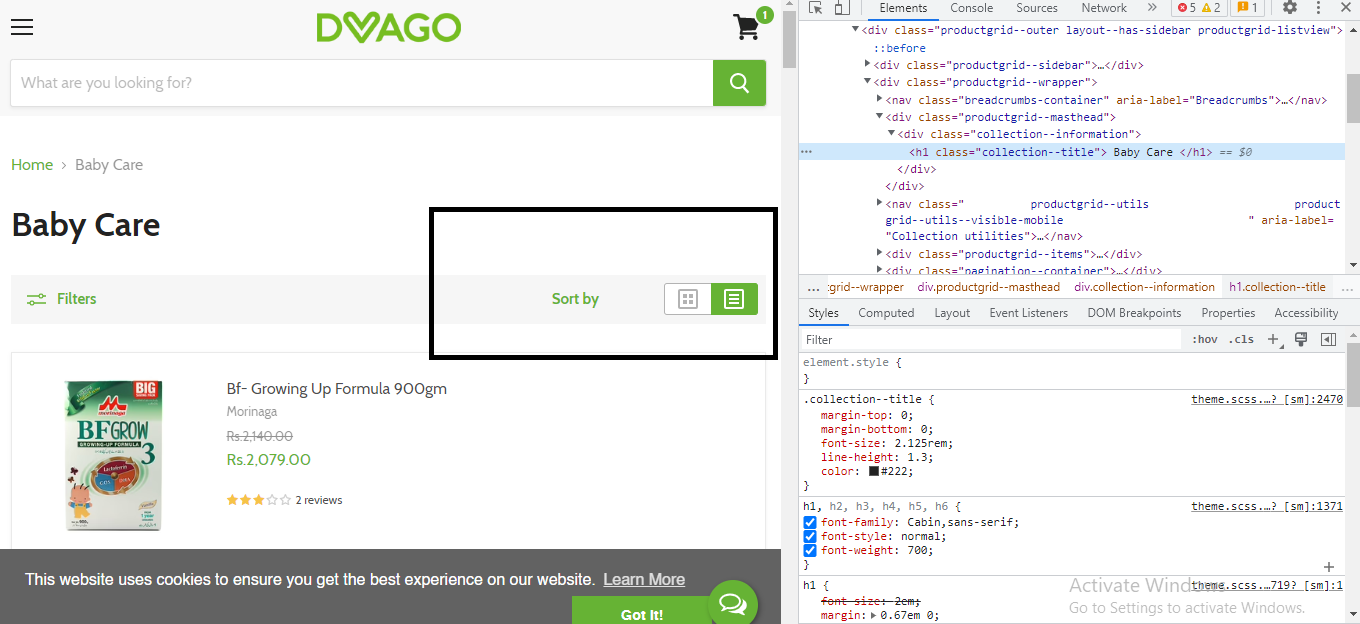 DVAGO
1
What are you looking for?
Home › Baby Care
Baby Care
Filters
Sort by
BIG
morinaga
BFGROW
GROWING-UP FORMULA
3
Bf- Growing Up Formula 900gm
Morinaga
Rs.2,140.00
Rs.2,079.00
2 reviews
This website uses cookies to ensure you get the best experience on our website. Learn More
Got It!
Elements Console Sources Network » 5 2 1
<div class="productgrid--outer layout--has-sidebar productgrid-listview">
::before
<div class="productgrid--sidebar">…</div>
<div class="productgrid--wrapper">
<nav class="breadcrumbs-container" aria-label="Breadcrumbs">…</nav>
<div class="productgrid--masthead">
<div class="collection--information">
<h1 class="collection--title"> Baby Care </h1> == $0
</div>
</div>
<nav class=" productgrid--utils product
grid--utils--visible-mobile " aria-label=
"Collection utilities">…</nav>
<div class="productgrid--items">…</div>
<div class="pagination--container">…</div>
… :grid--wrapper div.productgrid--masthead div.collection--information h1.collection--title …
Styles Computed Layout Event Listeners DOM Breakpoints Properties Accessibility
Filter :hov .cls +
element.style {
}
.collection--title { theme.scss.…? [sm]:2470
margin-top: 0;
margin-bottom: 0;
font-size: 2.125rem;
line-height: 1.3;
color: #222;
}
h1, h2, h3, h4, h5, h6 { theme.scss.…? [sm]:1371
font-family: Cabin,sans-serif;
font-style: normal;
font-weight: 700;
}
h1 { theme.scss.…719? [sm]:1
font-size: 2em;
margin: 0.67em 0;
Activate Windows
Go to Settings to activate Windows.